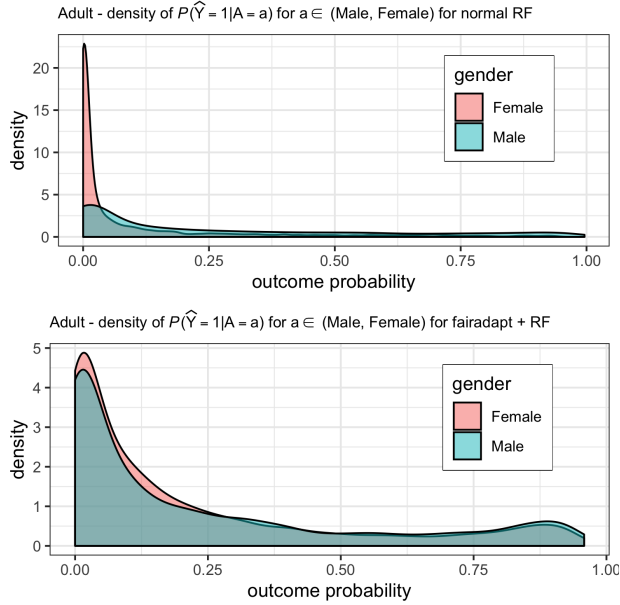 Adult - density of P(Ŷ = 1|A = a) for a ∈ (Male, Female) for normal RF
density
20
15
10
5
0
gender
Female
Male
0.00 0.25 0.50 0.75 1.00
outcome probability
Adult - density of P(Ŷ = 1|A = a) for a ∈ (Male, Female) for fairadapt + RF
density
5
4
3
2
1
0
gender
Female
Male
0.00 0.25 0.50 0.75 1.00
outcome probability